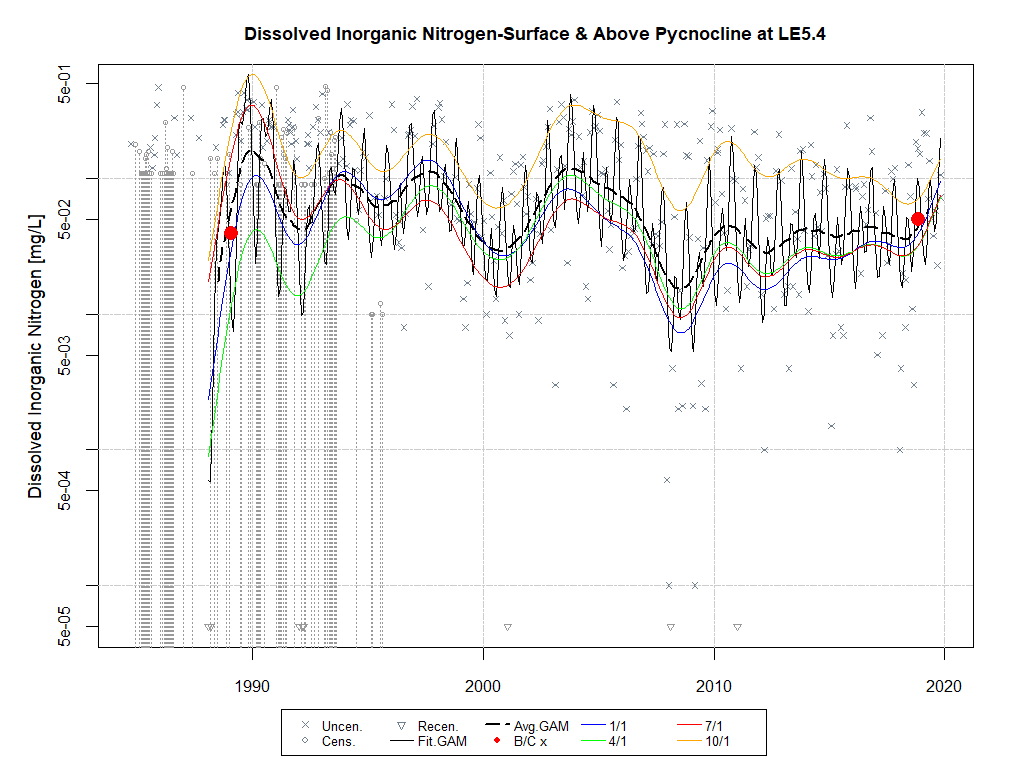 Dissolved Inorganic Nitrogen-Surface & Above Pycnocline at LE5.4
Dissolved Inorganic Nitrogen [mg/L]
5e-01
5e-02
5e-03
5e-04
5e-05
1990 2000 2010 2020
Uncen. Recen. Avg.GAM 1/1 7/1
Cens. Fit.GAM B/C x 4/1 10/1